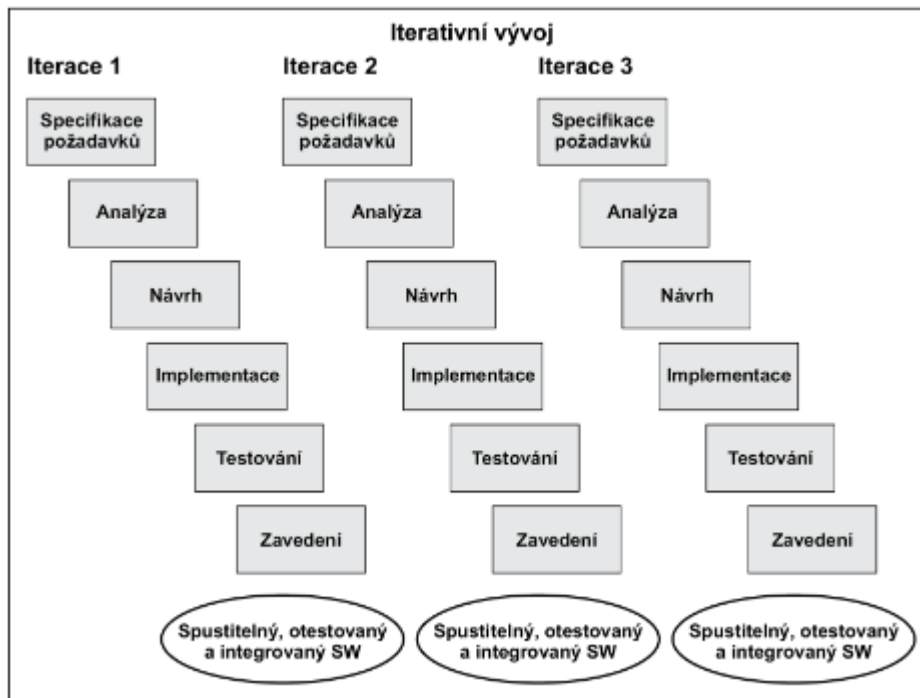 Iterativní vývoj
Iterace 1
Iterace 2
Iterace 3
Specifikace
požadavků
Specifikace
požadavků
Specifikace
požadavků
Analýza
Analýza
Analýza
Návrh
Návrh
Návrh
Implementace
Implementace
Implementace
Testování
Testování
Testování
Zavedení
Zavedení
Zavedení
Spustitelný, otestovaný
a integrovaný SW
Spustitelný, otestovaný
a integrovaný SW
Spustitelný, otestovaný
a integrovaný SW